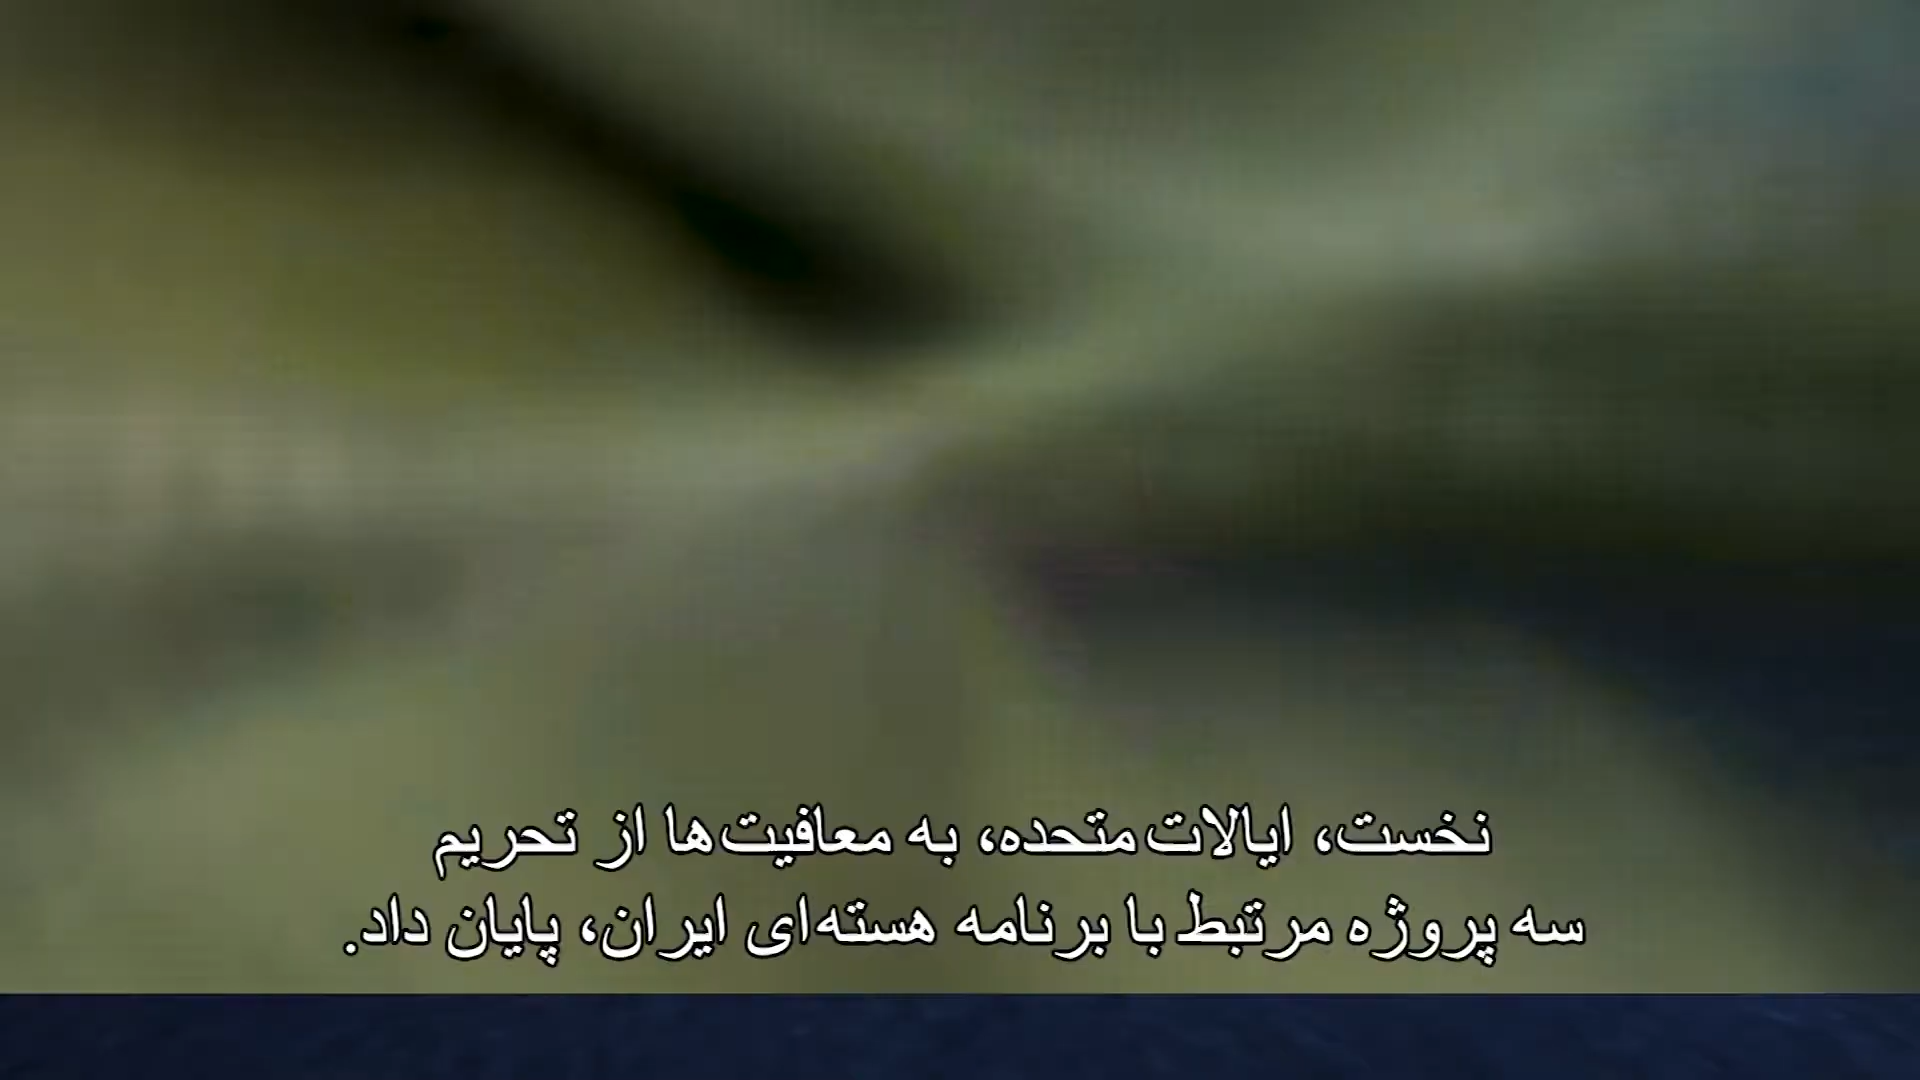 نخست، ایالات متحده، به معافیت‌ها از تحریم
سه پروژه مرتبط با برنامه هسته‌ای ایران، پایان داد.